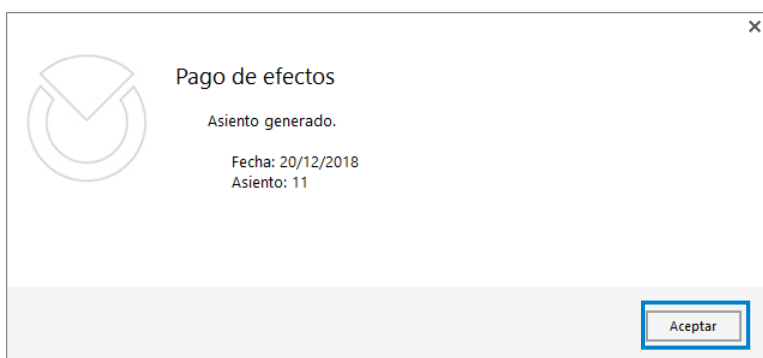 Pago de efectos
Asiento generado.
Fecha: 20/12/2018
Asiento: 11
Aceptar